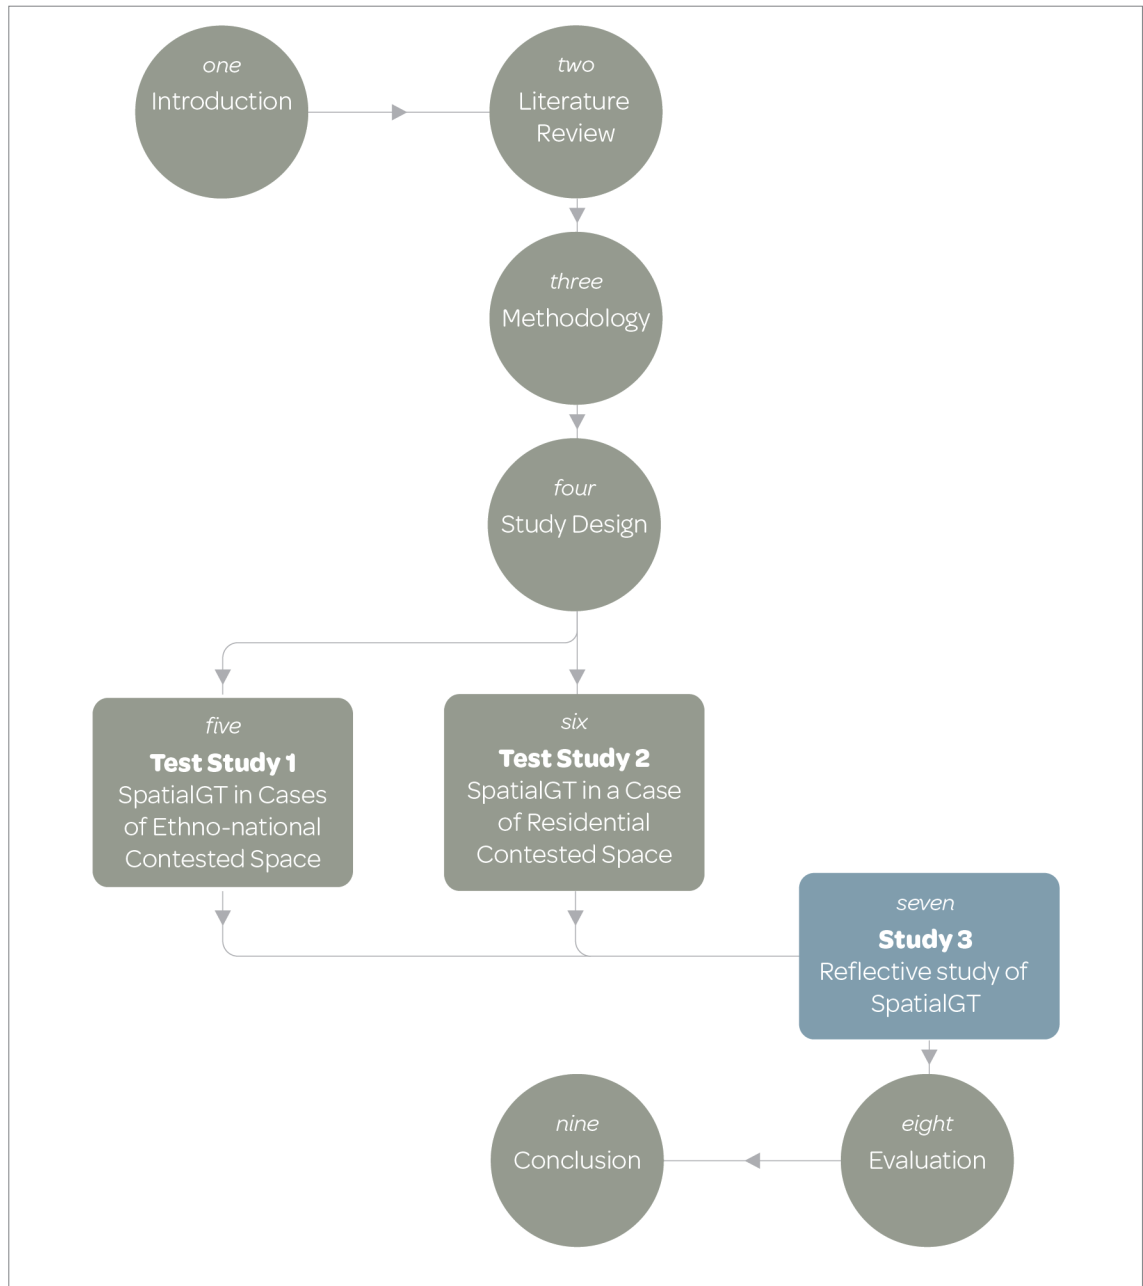 one
Introduction
two
Literature
Review
three
Methodology
four
Study Design
five
Test Study 1
SpatialGT in Cases
of Ethno-national
Contested Space
six
Test Study 2
SpatialGT in a Case
of Residential
Contested Space
seven
Study 3
Reflective study of
SpatialGT
eight
Evaluation
nine
Conclusion